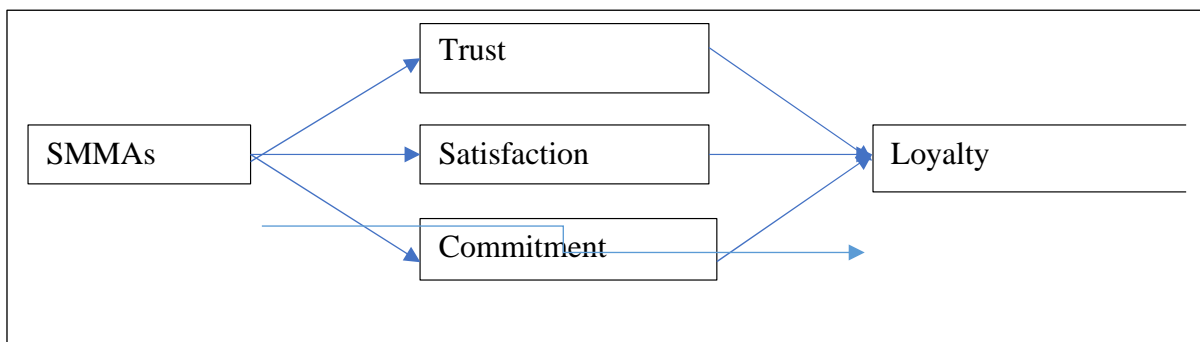 Trust
SMMAs
Satisfaction
Loyalty
Commitment